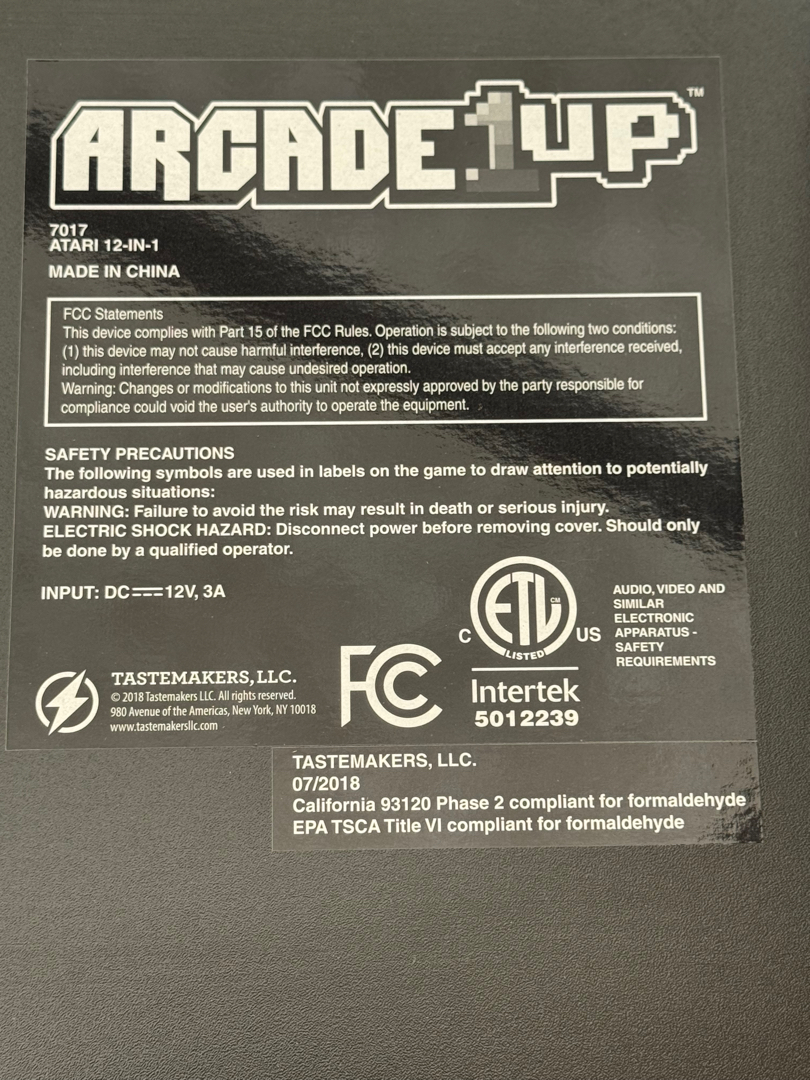 ARCADE1UP™
7017
ATARI 12-IN-1
MADE IN CHINA
FCC Statements
This device complies with Part 15 of the FCC Rules. Operation is subject to the following two conditions:
(1) this device may not cause harmful interference, (2) this device must accept any interference received,
including interference that may cause undesired operation.
Warning: Changes or modifications to this unit not expressly approved by the party responsible for
compliance could void the user's authority to operate the equipment.
SAFETY PRECAUTIONS
The following symbols are used in labels on the game to draw attention to potentially
hazardous situations:
WARNING: Failure to avoid the risk may result in death or serious injury.
ELECTRIC SHOCK HAZARD: Disconnect power before removing cover. Should only
be done by a qualified operator.
INPUT: DC⎓12V, 3A
TASTEMAKERS, LLC.
© 2018 Tastemakers LLC. All rights reserved.
980 Avenue of the Americas, New York, NY 10018
www.tastemakersllc.com
FC
ETL CM
LISTED
C US
Intertek
5012239
AUDIO, VIDEO AND
SIMILAR
ELECTRONIC
APPARATUS -
SAFETY
REQUIREMENTS
TASTEMAKERS, LLC.
07/2018
California 93120 Phase 2 compliant for formaldehyde
EPA TSCA Title VI compliant for formaldehyde